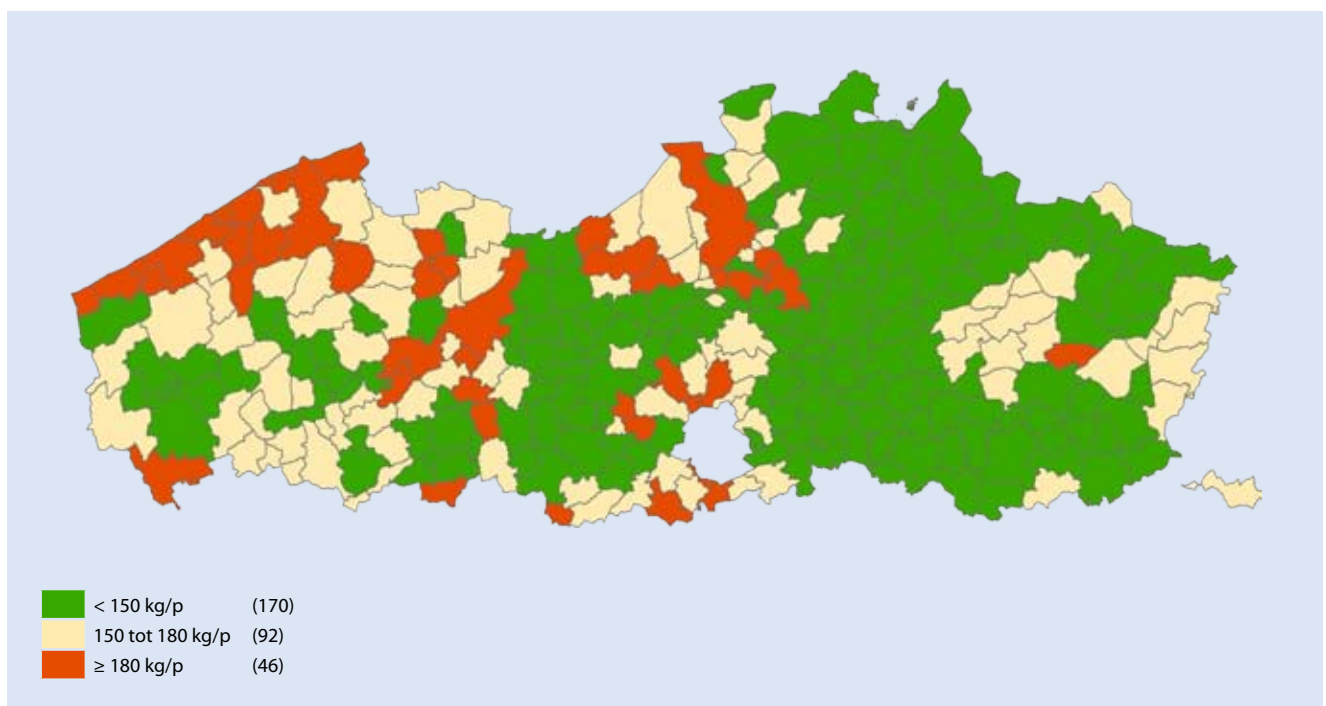 < 150 kg/p (170)
150 tot 180 kg/p (92)
≥ 180 kg/p (46)